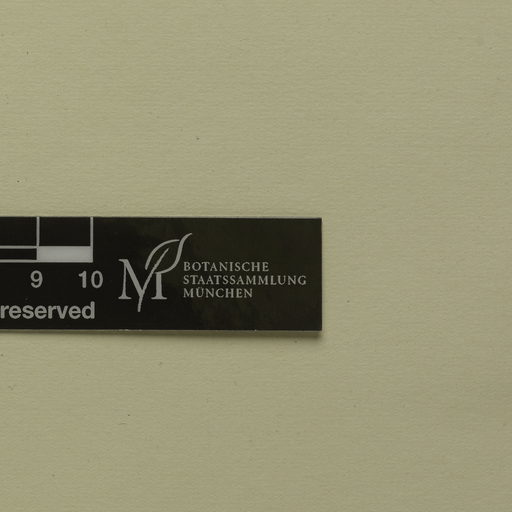 9 10
reserved
M
BOTANISCHE
STAATSSAMMLUNG
MÜNCHEN